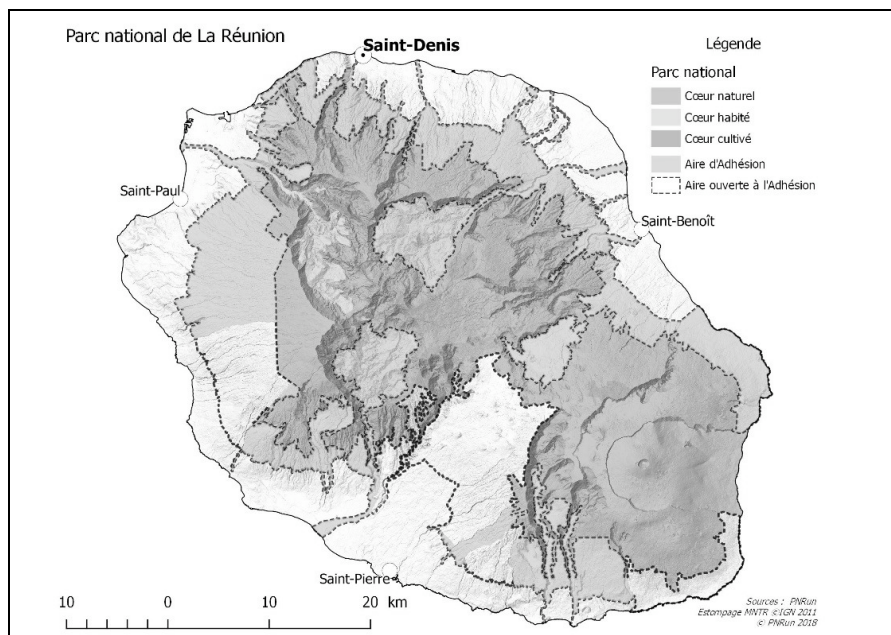 Parc national de La Réunion
Saint-Denis
Légende
Parc national
Cœur naturel
Cœur habité
Cœur cultivé
Aire d'Adhésion
Aire ouverte à l'Adhésion
Saint-Paul
Saint-Benoît
Saint-Pierre
10 0 10 20 km
Sources : PNRun
Estompage MNTR ©IGN 2011
© PNRun 2018